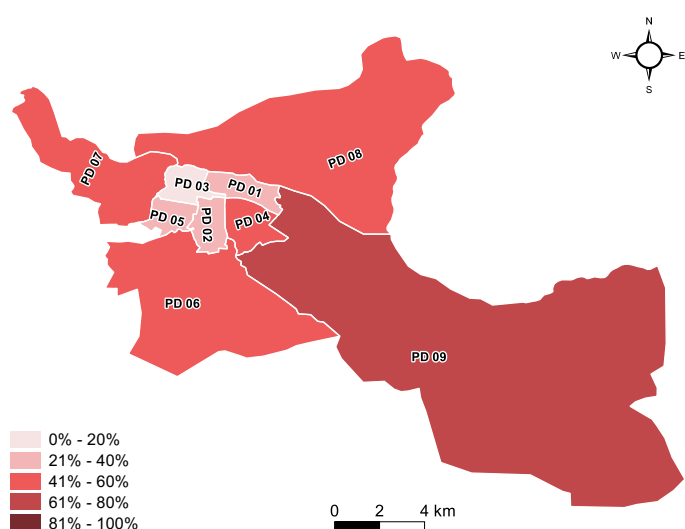 N
W E
S
PD 08
PD 07
PD 03
PD 01
PD 05
PD 02
PD 04
PD 06
PD 09
0% - 20%
21% - 40%
41% - 60%
61% - 80%
81% - 100%
0 2 4 km